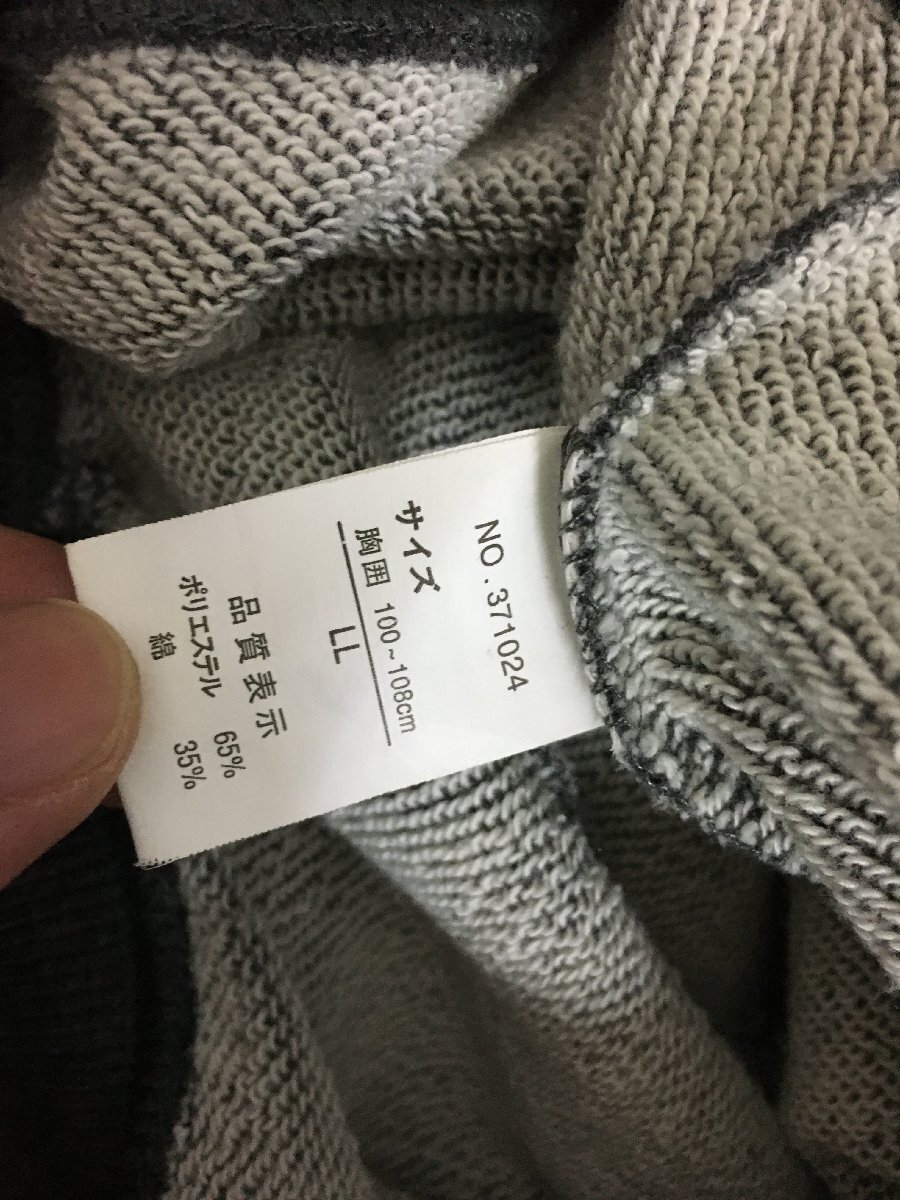 NO.371024
サイズ
胸囲 100~108cm
LL
品質表示
ポリエステル 65%
綿 35%